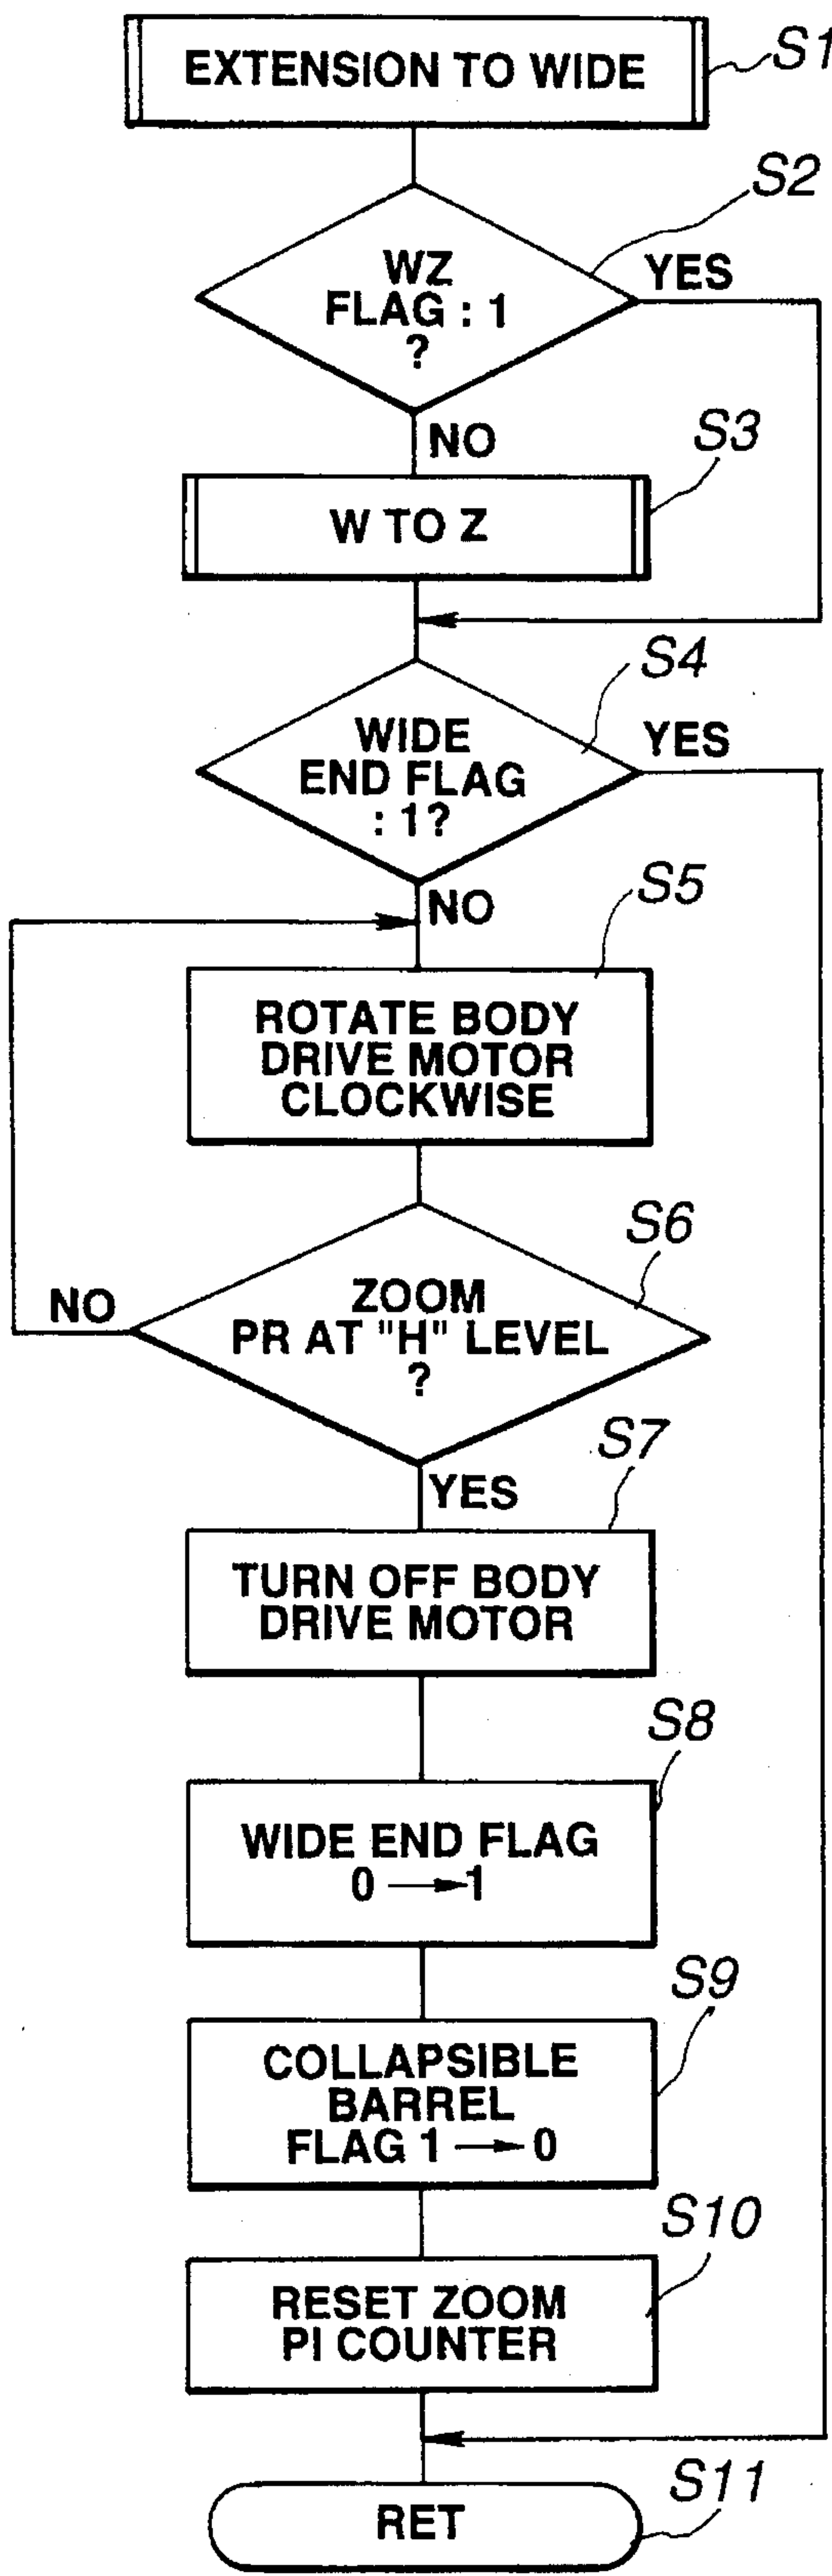 EXTENSION TO WIDE
S1
S2
WZ
FLAG : 1
?
YES
NO
S3
W TO Z
S4
WIDE
END FLAG
: 1?
YES
NO
S5
ROTATE BODY
DRIVE MOTOR
CLOCKWISE
S6
ZOOM
PR AT "H" LEVEL
?
NO
S7
YES
TURN OFF BODY
DRIVE MOTOR
S8
WIDE END FLAG
0 → 1
S9
COLLAPSIBLE
BARREL
FLAG 1 → 0
S10
RESET ZOOM
PI COUNTER
S11
RET